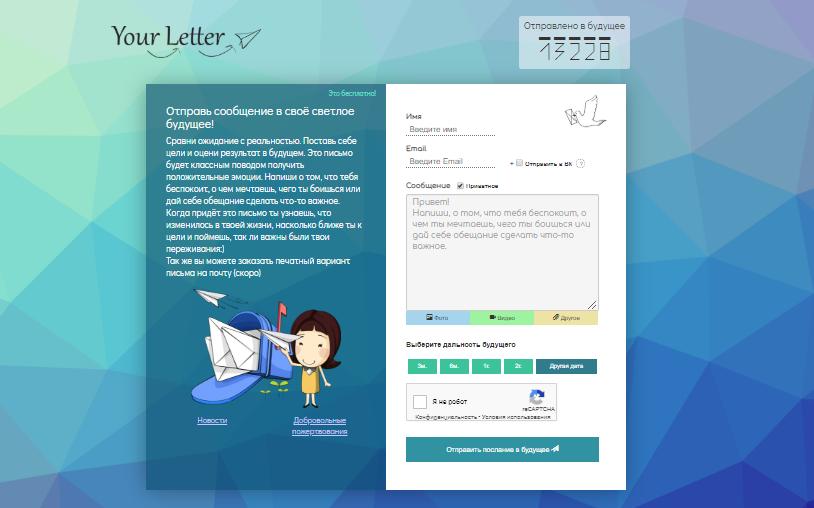 Your Letter
Отправлено в будущее
13228
Это бесплатно!
Отправь сообщение в своё светлое
будущее!
Сравни ожидание с реальностью. Поставь себе
цели и оцени результат в будущем. Это письмо
будет классным поводом получить
положительные эмоции. Напиши о том, что тебя
беспокоит, о чем мечтаешь, чего ты боишься или
дай себе обещание сделать что-то важное.
Когда придёт это письмо ты узнаешь, что
изменилось в твоей жизни, насколько ближе ты к
цели и поймешь, так ли важны были твои
переживания:)
Так же вы можете заказать печатный вариант
письма на почту (скоро)
Новости
Добровольные
пожертвования
Имя
Введите имя
Email
Введите Email
+ Отправить в ВК ?
Сообщение Приватное
Привет!
Напиши, о том, что тебя беспокоит, о
чем ты мечтаешь, чего ты боишься или
дай себе обещание сделать что-то
важное.
Фото Видео Другое
Выберите дальность будущего
3м. 6м. 1г. 2г. Другая дата
Я не робот
reCAPTCHA
Конфиденциальность - Условия использования
Отправить послание в будущее